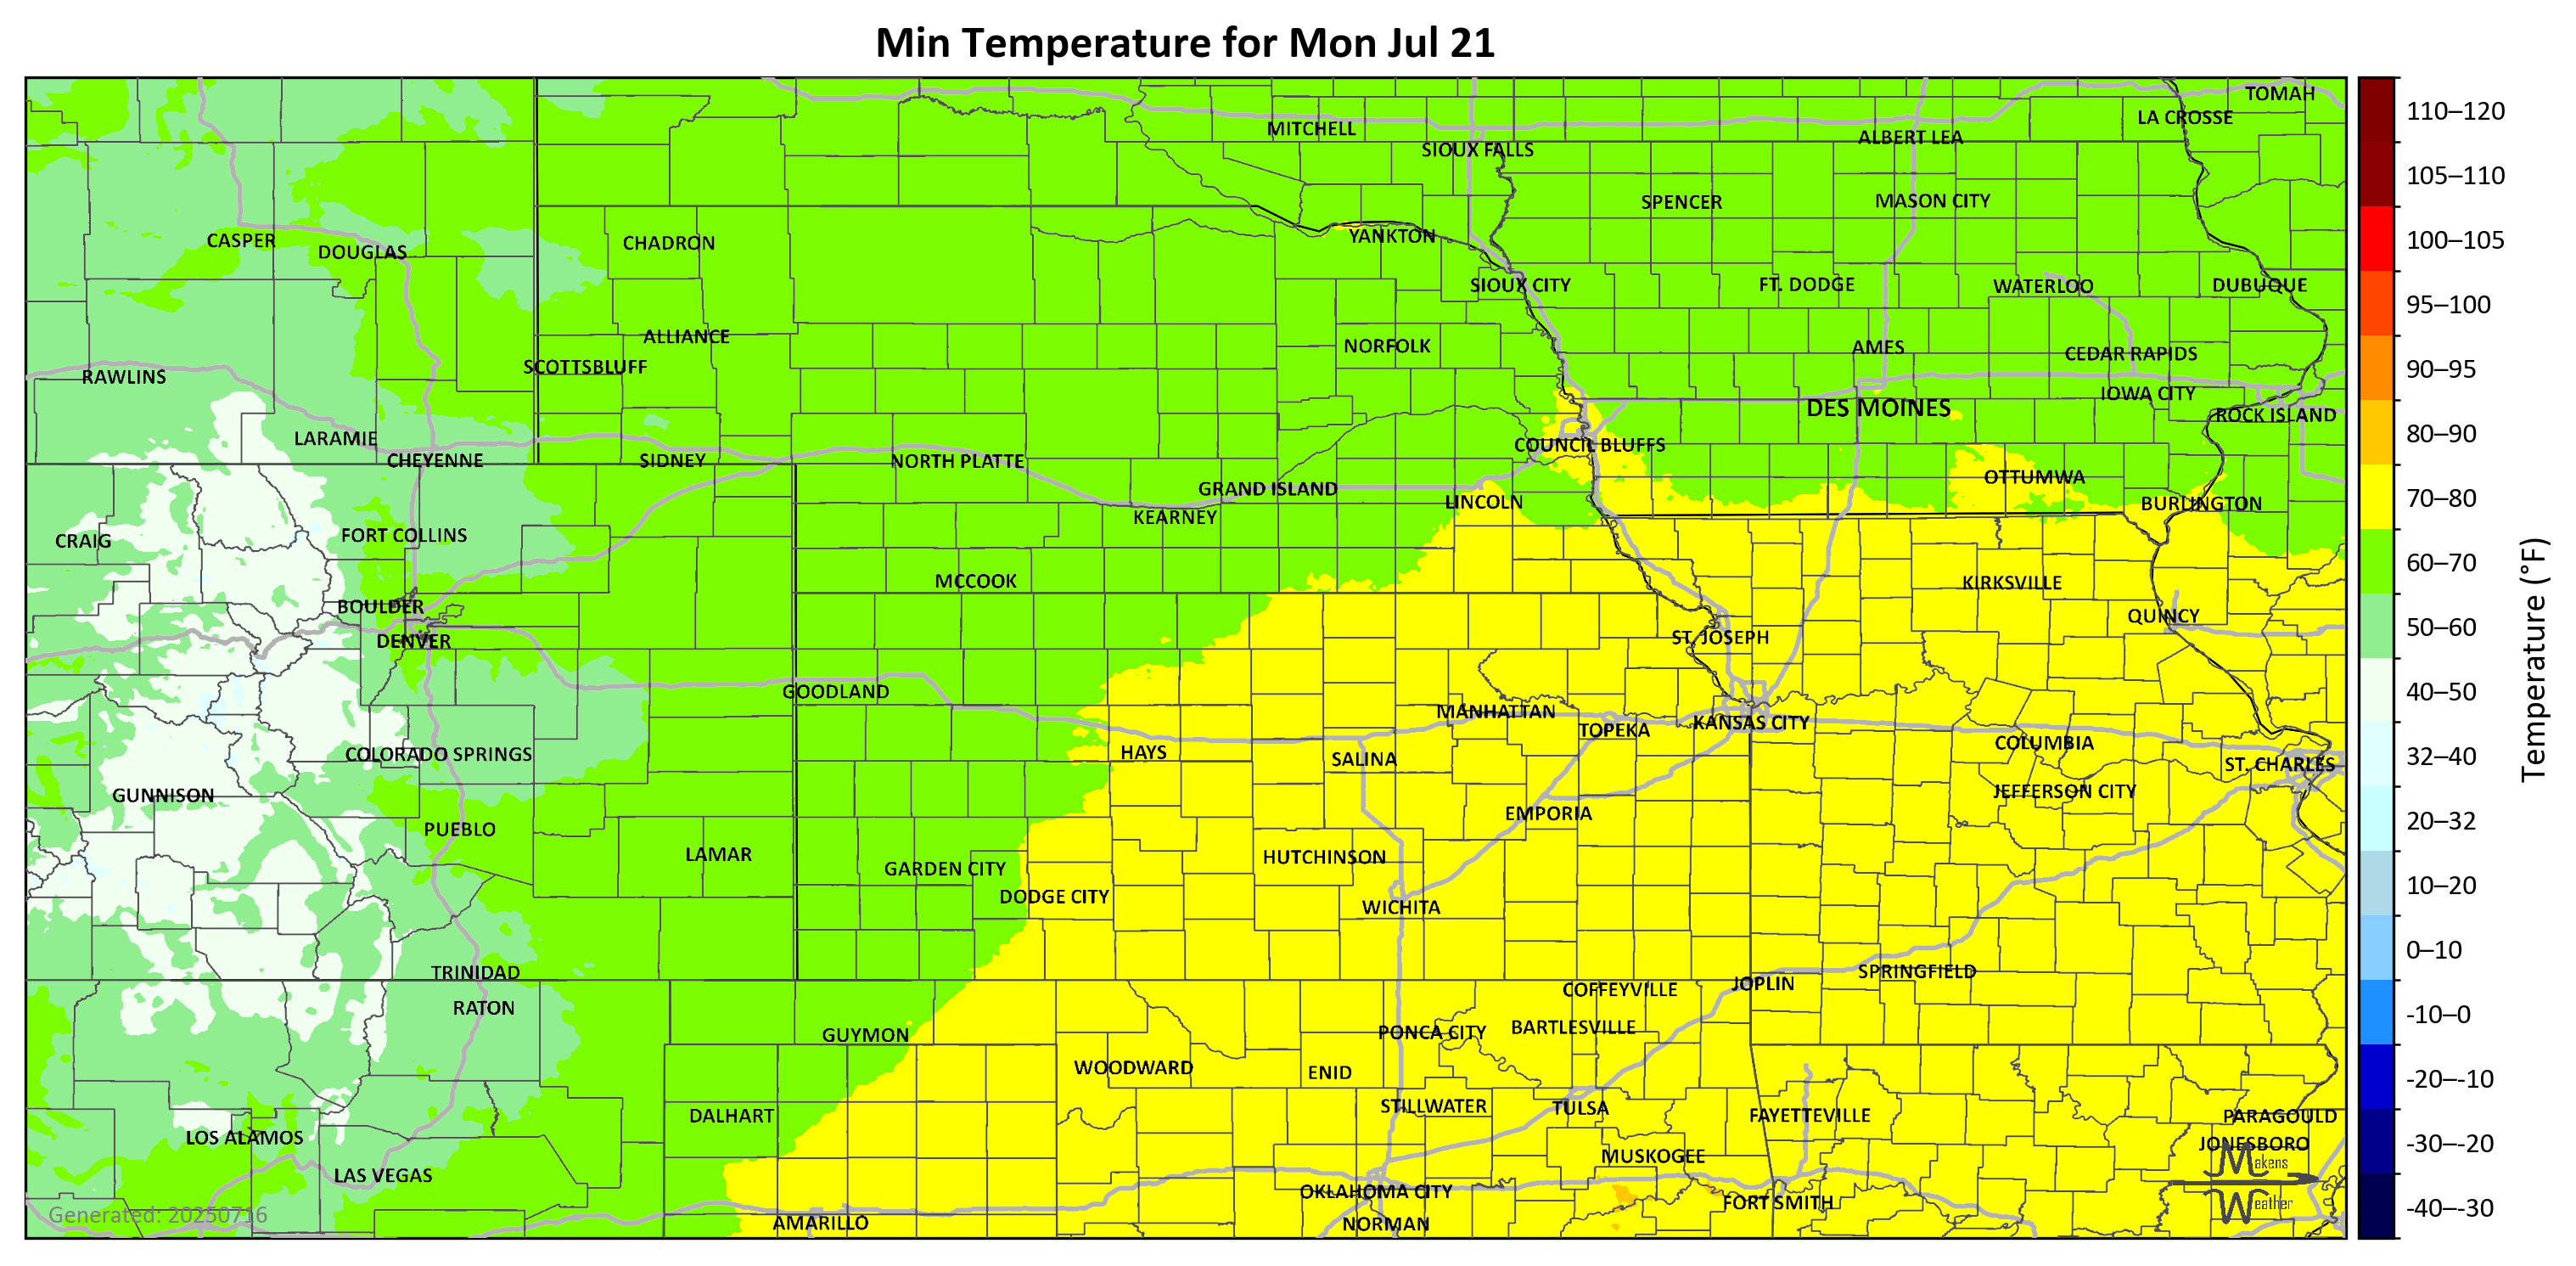 Min Temperature for Mon Jul 21
TOMAH
LA CROSSE
MITCHELL
ALBERT LEA
SIOUX FALLS
SPENCER
MASON CITY
CASPER
DOUGLAS
CHADRON
YANKTON
SIOUX CITY
FT. DODGE
WATERLOO
DUBUQUE
ALLIANCE
NORFOLK
AMES
CEDAR RAPIDS
SCOTTSBLUFF
RAWLINS
IOWA CITY
DES MOINES
ROCK ISLAND
LARAMIE
COUNCIL BLUFFS
CHEYENNE
SIDNEY
NORTH PLATTE
OTTUMWA
GRAND ISLAND
LINCOLN
BURLINGTON
KEARNEY
FORT COLLINS
CRAIG
MCCOOK
KIRKSVILLE
BOULDER
QUINCY
DENVER
ST. JOSEPH
GOODLAND
MANHATTAN
KANSAS CITY
TOPEKA
COLUMBIA
COLORADO SPRINGS
HAYS
SALINA
ST. CHARLES
GUNNISON
JEFFERSON CITY
EMPORIA
PUEBLO
LAMAR
HUTCHINSON
GARDEN CITY
DODGE CITY
WICHITA
TRINIDAD
SPRINGFIELD
JOPLIN
COFFEYVILLE
RATON
BARTLESVILLE
PONCA CITY
GUYMON
WOODWARD
ENID
STILLWATER
TULSA
DALHART
FAYETTEVILLE
PARAGOULD
LOS ALAMOS
JONESBORO
MUSKOGEE
LAS VEGAS
OKLAHOMA CITY
FORT SMITH
AMARILLO
NORMAN
Generated: 20250716
Makens
Weather
110–120
105–110
100–105
95–100
90–95
80–90
70–80
60–70
50–60
40–50
32–40
20–32
10–20
0–10
-10–0
-20–-10
-30–-20
-40–-30
Temperature (°F)